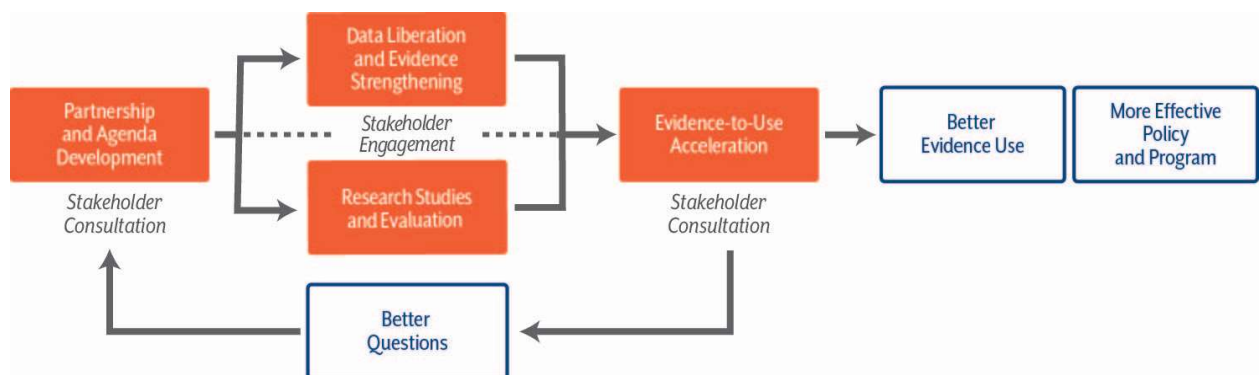 Partnership
and Agenda
Development
Stakeholder
Consultation
Data Liberation
and Evidence
Strengthening
Stakeholder
Engagement
Research Studies
and Evaluation
Evidence-to-Use
Acceleration
Stakeholder
Consultation
Better
Evidence Use
More Effective
Policy
and Program
Better
Questions